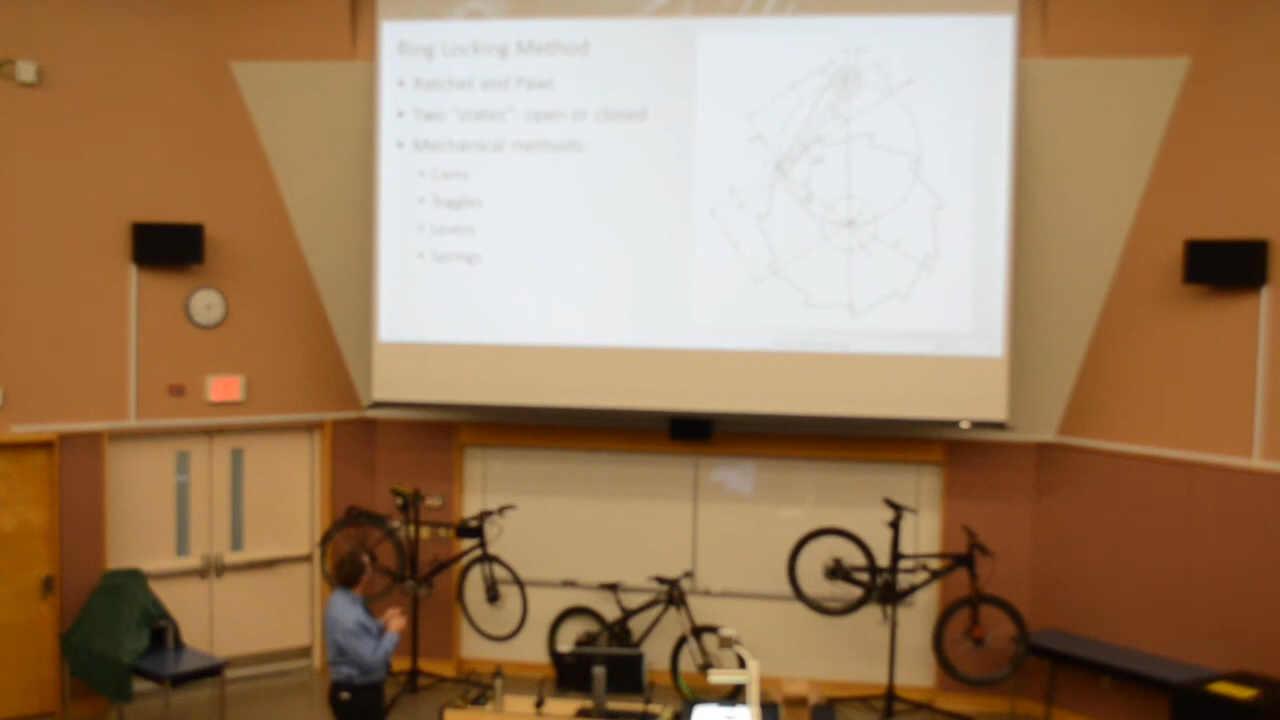 Ring Locking Method
• Ratchet and Pawl
• Two "states": open or closed
• Mechanical methods:
• Cams
• Toggles
• Levers
• Springs